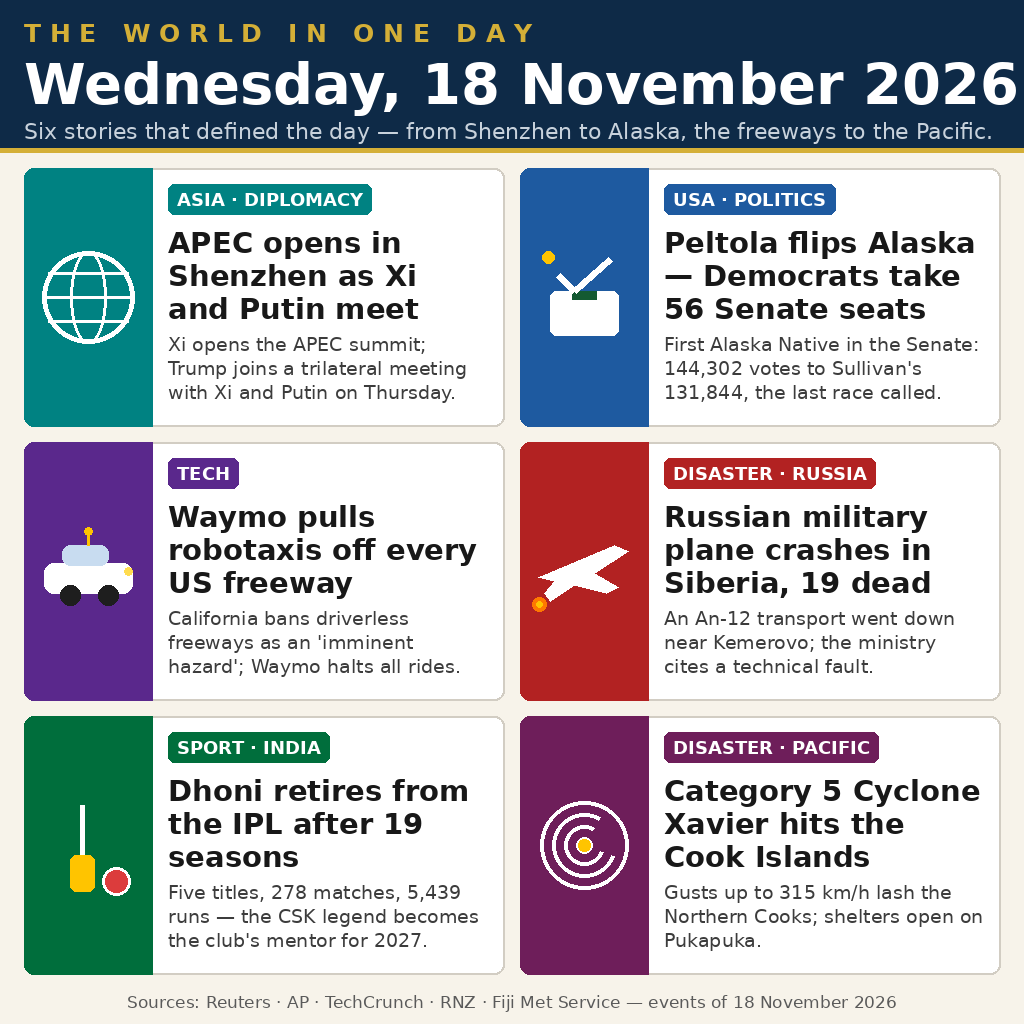 THE WORLD IN ONE DAY
Wednesday, 18 November 2026
Six stories that defined the day — from Shenzhen to Alaska, the freeways to the Pacific.
ASIA · DIPLOMACY
APEC opens in
Shenzhen as Xi
and Putin meet
Xi opens the APEC summit;
Trump joins a trilateral meeting
with Xi and Putin on Thursday.
USA · POLITICS
Peltola flips Alaska
— Democrats take
56 Senate seats
First Alaska Native in the Senate:
144,302 votes to Sullivan's
131,844, the last race called.
TECH
Waymo pulls
robotaxis off every
US freeway
California bans driverless
freeways as an 'imminent
hazard'; Waymo halts all rides.
DISASTER · RUSSIA
Russian military
plane crashes in
Siberia, 19 dead
An An-12 transport went down
near Kemerovo; the ministry
cites a technical fault.
SPORT · INDIA
Dhoni retires from
the IPL after 19
seasons
Five titles, 278 matches, 5,439
runs — the CSK legend becomes
the club's mentor for 2027.
DISASTER · PACIFIC
Category 5 Cyclone
Xavier hits the
Cook Islands
Gusts up to 315 km/h lash the
Northern Cooks; shelters open on
Pukapuka.
Sources: Reuters · AP · TechCrunch · RNZ · Fiji Met Service — events of 18 November 2026